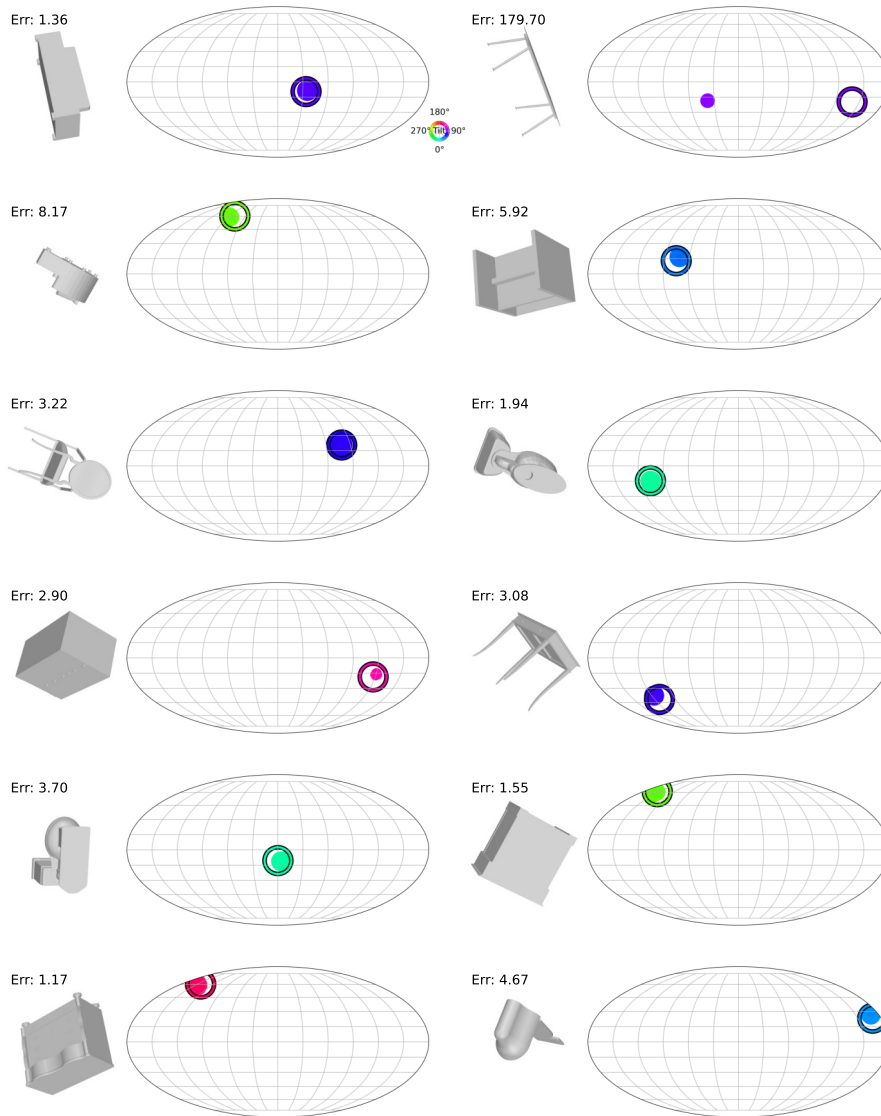 Err: 1.36
Err: 179.70
180°
270° Tilt 90°
0°
Err: 8.17
Err: 5.92
Err: 3.22
Err: 1.94
Err: 2.90
Err: 3.08
Err: 3.70
Err: 1.55
Err: 1.17
Err: 4.67